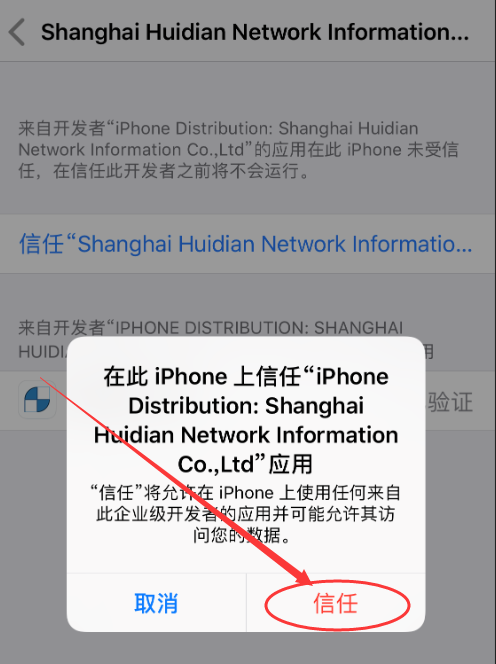 Shanghai Huidian Network Information...
来自开发者“iPhone Distribution: Shanghai Huidian
Network Information Co.,Ltd”的应用在此 iPhone 未受信
任，在信任此开发者之前将不会运行。
信任“Shanghai Huidian Network Informatio...
来自开发者“IPHONE DISTRIBUTION: SHANGHAI
HUIDI
用
验证
在此 iPhone 上信任“iPhone
Distribution: Shanghai
Huidian Network Information
Co.,Ltd”应用
“信任”将允许在 iPhone 上使用任何来自
此企业级开发者的应用并可能允许其访
问您的数据。
取消
信任